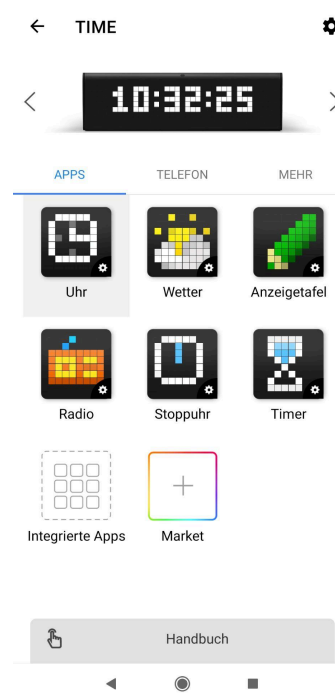 TIME
10:32:25
APPS TELEFON MEHR
Uhr Wetter Anzeigetafel
Radio Stoppuhr Timer
Integrierte Apps Market
Handbuch